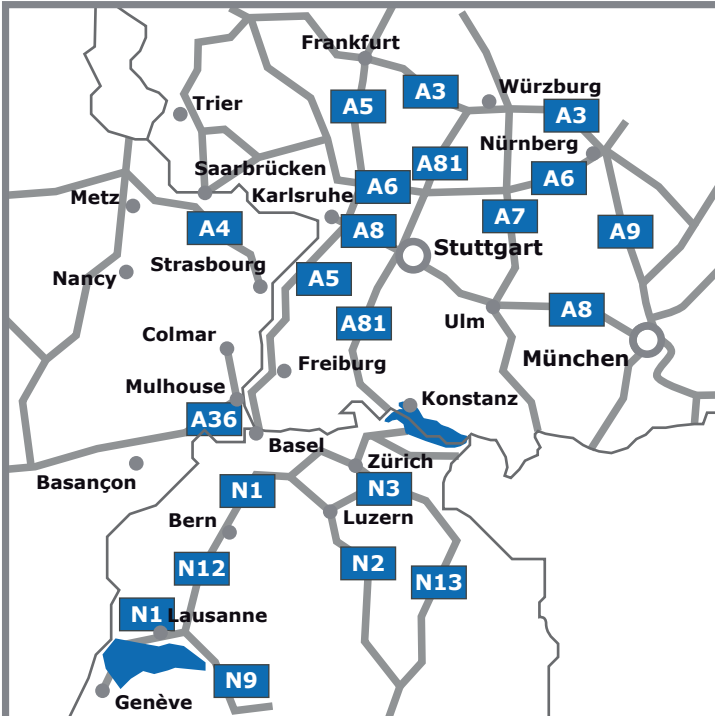 Frankfurt
Würzburg
A3
A5
Trier
A3
Nürnberg
A81
Saarbrücken
A6
A6
Metz
Karlsruhe
A4
A8
A7
A9
Stuttgart
Strasbourg
Nancy
A5
A8
A81
Ulm
Colmar
München
Freiburg
Mulhouse
Konstanz
A36
Basel
Zürich
Basançon
N1
N3
Bern
Luzern
N12
N2
N13
N1
Lausanne
N9
Genève